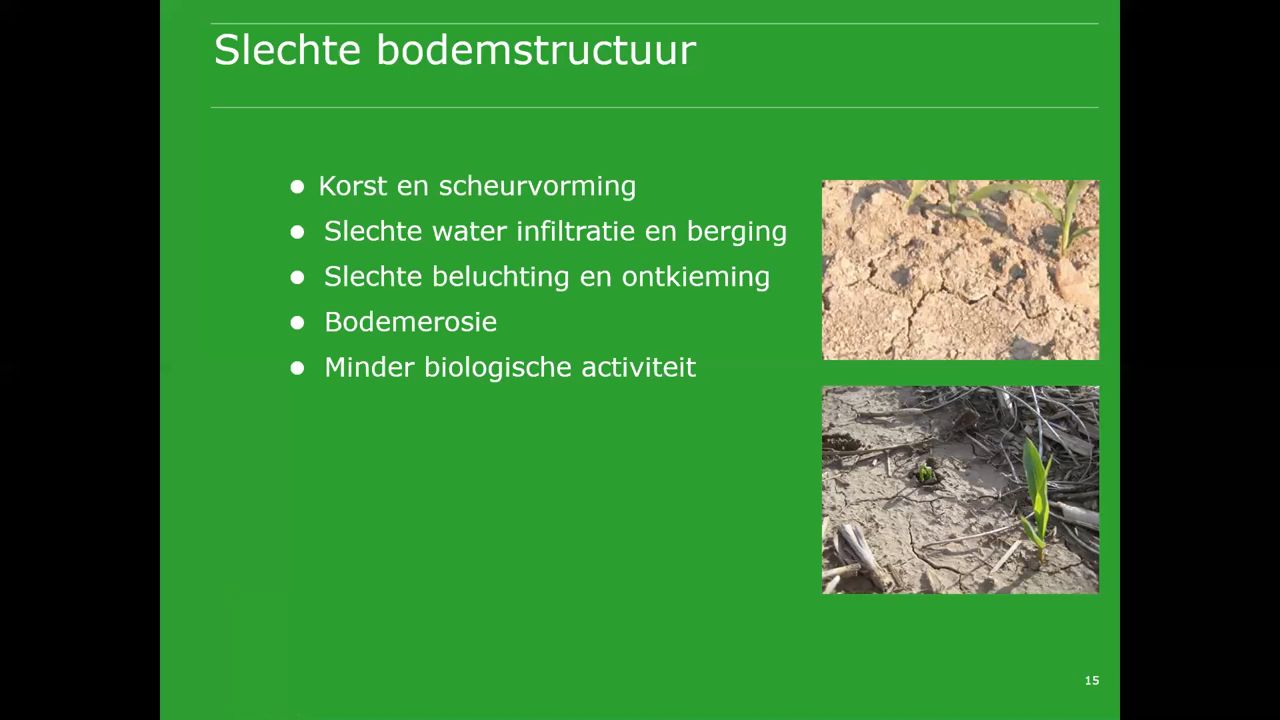 Slechte bodemstructuur
● Korst en scheurvorming
● Slechte water infiltratie en berging
● Slechte beluchting en ontkieming
● Bodemerosie
● Minder biologische activiteit
15